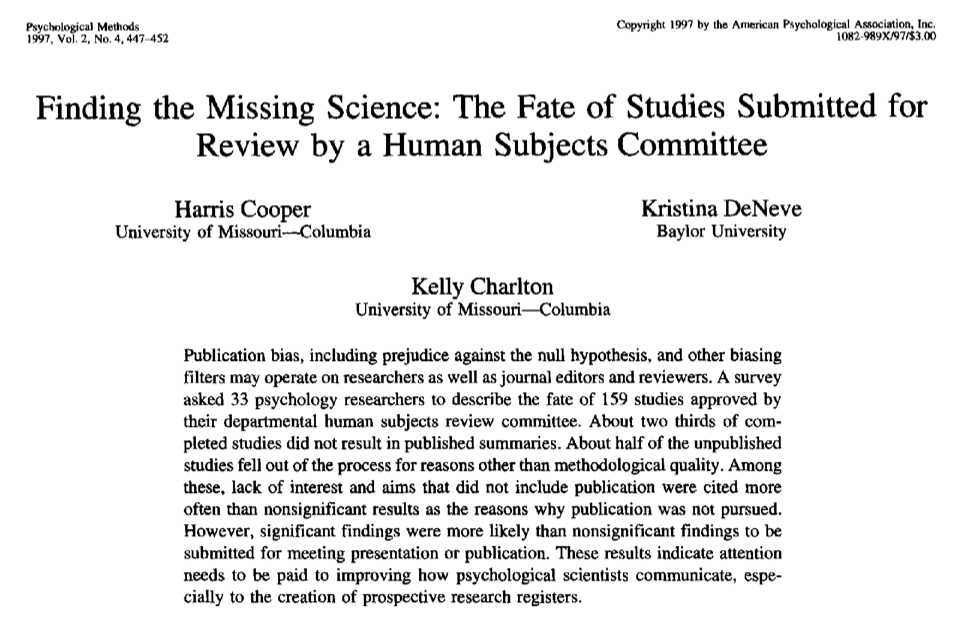 Psychological Methods
1997, Vol. 2, No. 4, 447–452
Copyright 1997 by the American Psychological Association, Inc.
1082-989X/97/$3.00
Finding the Missing Science: The Fate of Studies Submitted for
Review by a Human Subjects Committee
Harris Cooper
University of Missouri—Columbia
Kristina DeNeve
Baylor University
Kelly Charlton
University of Missouri—Columbia
Publication bias, including prejudice against the null hypothesis, and other biasing
filters may operate on researchers as well as journal editors and reviewers. A survey
asked 33 psychology researchers to describe the fate of 159 studies approved by
their departmental human subjects review committee. About two thirds of com-
pleted studies did not result in published summaries. About half of the unpublished
studies fell out of the process for reasons other than methodological quality. Among
these, lack of interest and aims that did not include publication were cited more
often than nonsignificant results as the reasons why publication was not pursued.
However, significant findings were more likely than nonsignificant findings to be
submitted for meeting presentation or publication. These results indicate attention
needs to be paid to improving how psychological scientists communicate, espe-
cially to the creation of prospective research registers.